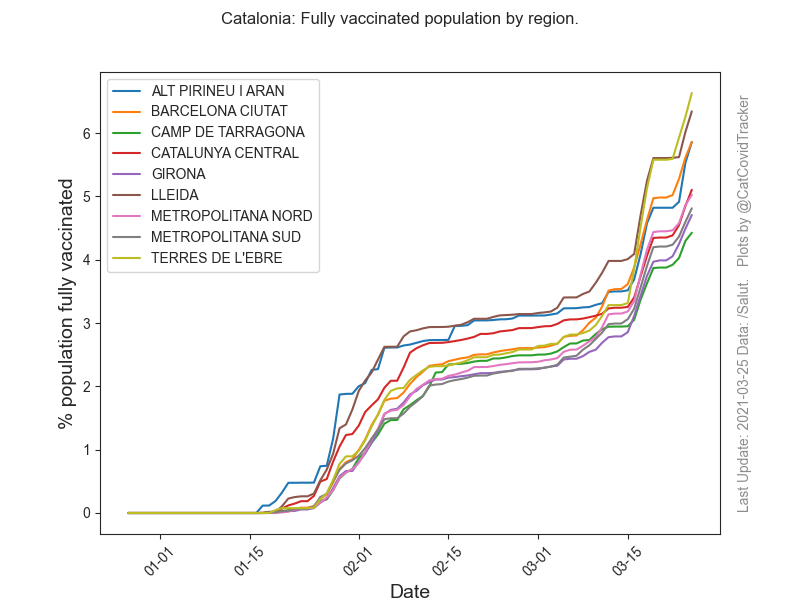 Catalonia: Fully vaccinated population by region.
ALT PIRINEU I ARAN
BARCELONA CIUTAT
CAMP DE TARRAGONA
CATALUNYA CENTRAL
GIRONA
LLEIDA
METROPOLITANA NORD
METROPOLITANA SUD
TERRES DE L'EBRE
% population fully vaccinated
6
5
4
3
2
1
0
01-01
01-15
02-01
02-15
03-01
03-15
Date
Last Update: 2021-03-25 Data: /Salut Plots by @CatCovidTracker